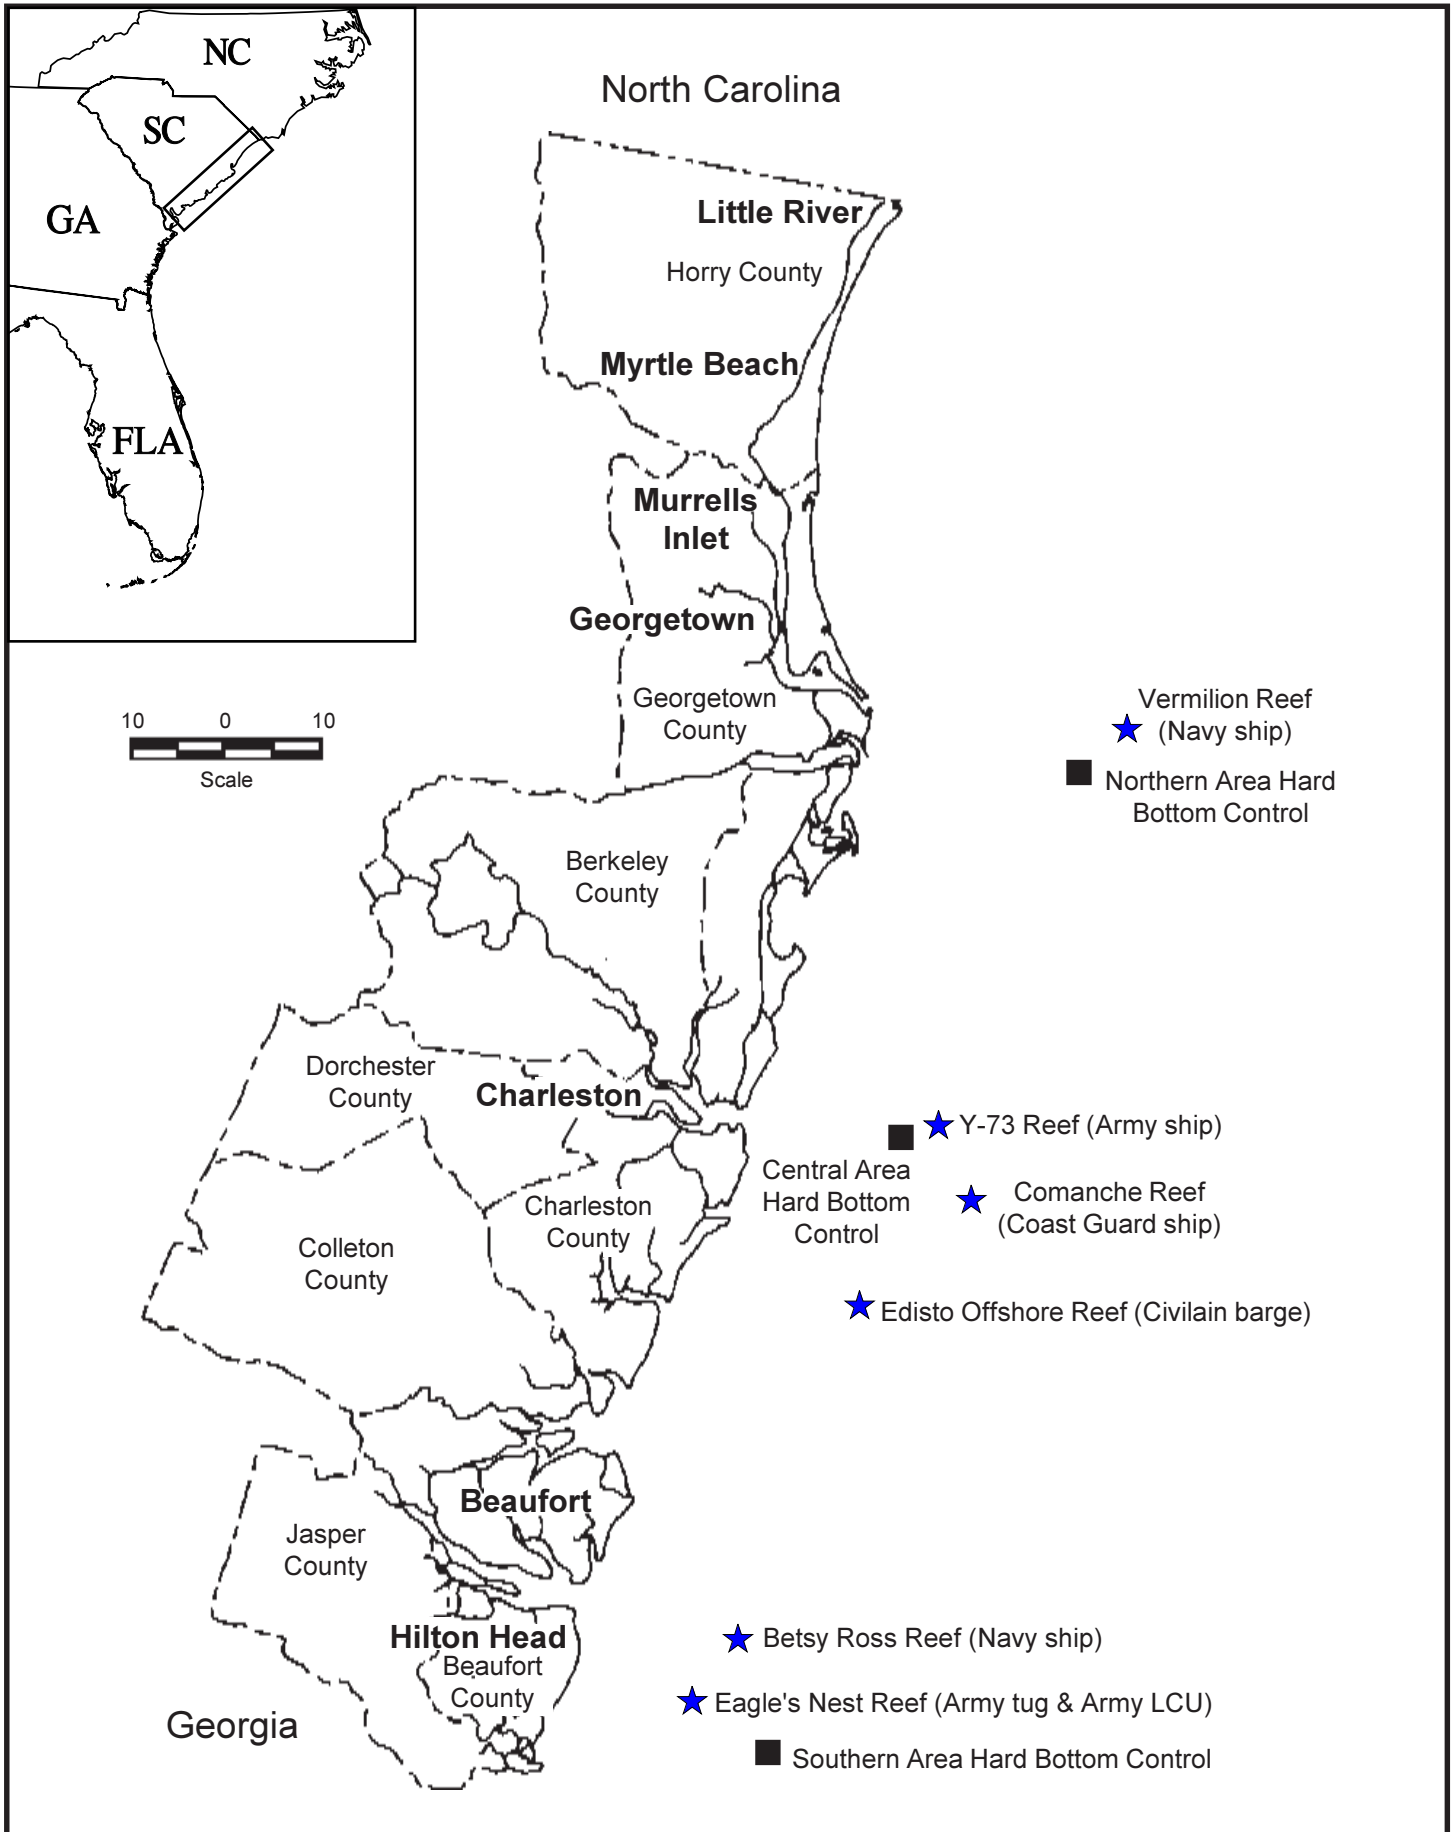 NC
SC
GA
FLA
North Carolina
Little River
Horry County
Myrtle Beach
Murrells
Inlet
Georgetown
Georgetown
County
10 0 10
Scale
Vermilion Reef
(Navy ship)
Northern Area Hard
Bottom Control
Berkeley
County
Dorchester
County
Charleston
Y-73 Reef (Army ship)
Central Area
Hard Bottom
Control
Comanche Reef
(Coast Guard ship)
Charleston
County
Colleton
County
Edisto Offshore Reef (Civilain barge)
Beaufort
Jasper
County
Hilton Head
Beaufort
County
Betsy Ross Reef (Navy ship)
Eagle's Nest Reef (Army tug & Army LCU)
Georgia
Southern Area Hard Bottom Control